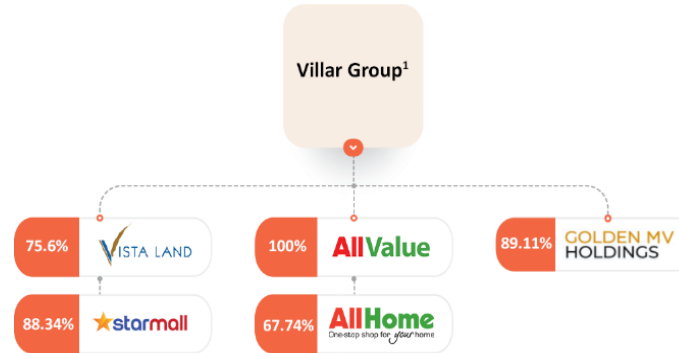 Villar Group¹
75.6%
VISTA LAND
100%
AllValue
89.11%
GOLDEN MV
HOLDINGS
88.34%
starmall
67.74%
AllHome
One-stop shop for your home